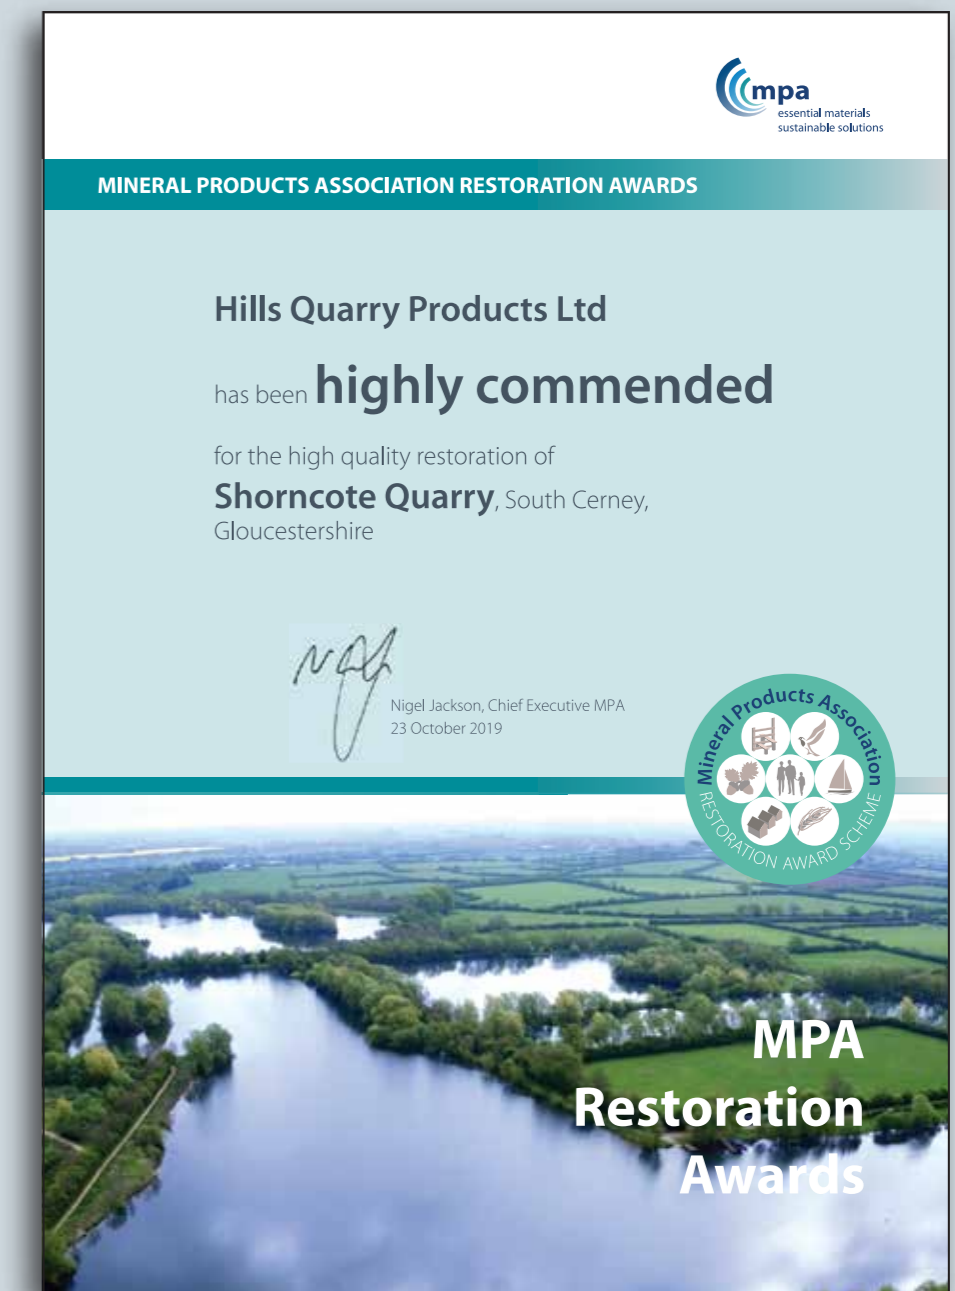 mpa
essential materials
sustainable solutions
MINERAL PRODUCTS ASSOCIATION RESTORATION AWARDS
Hills Quarry Products Ltd
has been highly commended
for the high quality restoration of
Shorncote Quarry, South Cerney,
Gloucestershire
Nigel Jackson, Chief Executive MPA
23 October 2019
Mineral Products Association
RESTORATION AWARD SCHEME
MPA
Restoration
Awards